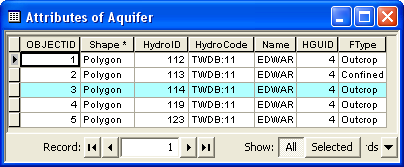 Attributes of Aquifer
OBJECTID Shape * HydroID HydroCode Name HGUID FType
1 Polygon 112 TWDB:11 EDWAR 4 Outcrop
2 Polygon 113 TWDB:11 EDWAR 4 Confined
3 Polygon 114 TWDB:11 EDWAR 4 Outcrop
4 Polygon 119 TWDB:11 EDWAR 4 Outcrop
5 Polygon 123 TWDB:11 EDWAR 4 Outcrop
Record: 1 Show: All Selected ds